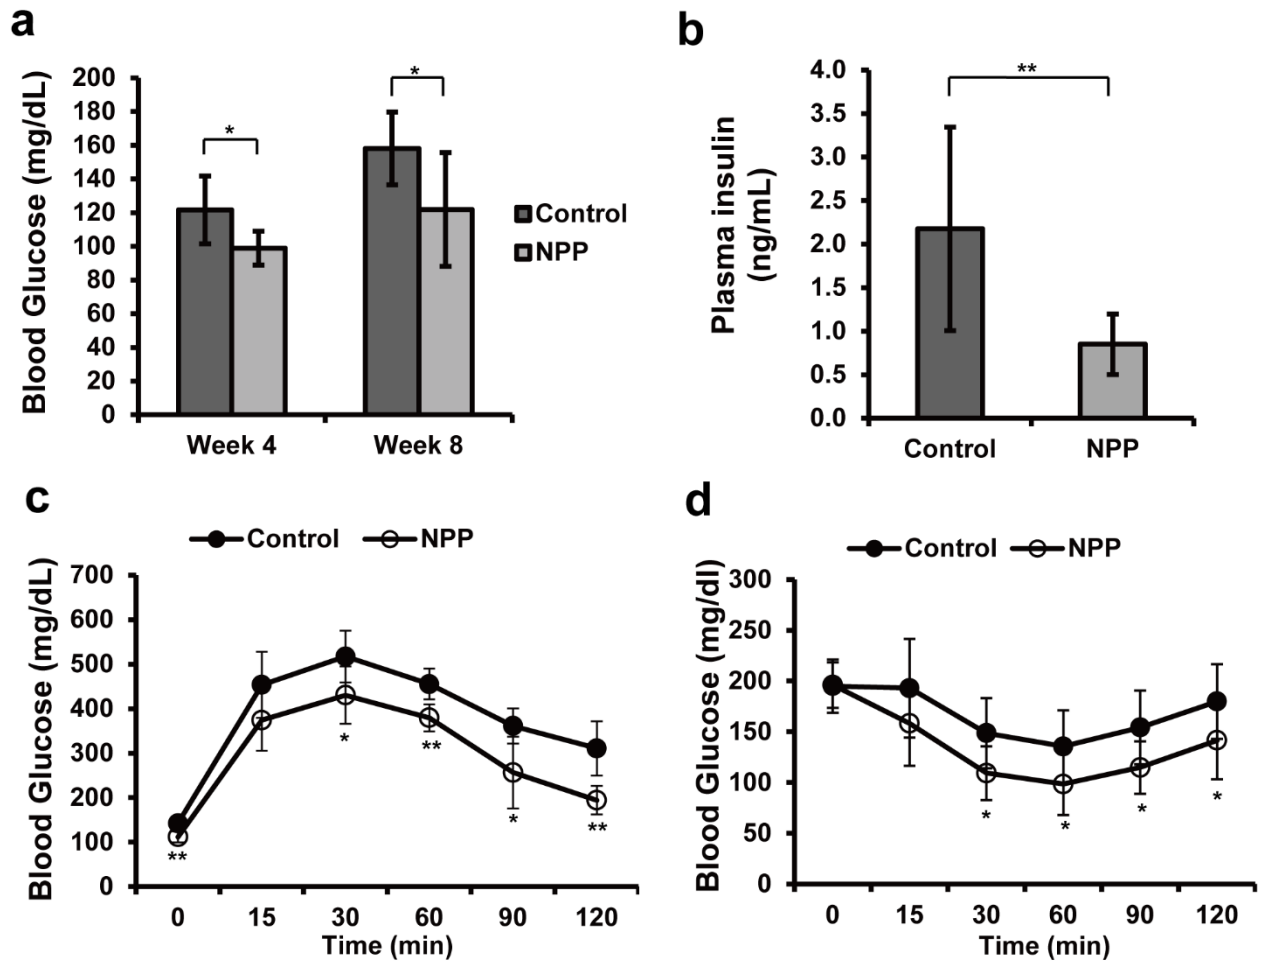 a
Blood Glucose (mg/dL)
200
180
160
140
120
100
80
60
40
20
0
*
*
Week 4
Week 8
Control
NPP
b
Plasma insulin
(ng/mL)
4.0
3.5
3.0
2.5
2.0
1.5
1.0
0.5
0.0
**
Control
NPP
c
Control
NPP
Blood Glucose (mg/dL)
700
600
500
400
300
200
100
0
**
*
**
*
**
0
15
30
60
90
120
Time (min)
d
Control
NPP
Blood Glucose (mg/dl)
300
250
200
150
100
50
0
*
*
*
*
0
15
30
60
90
120
Time (min)